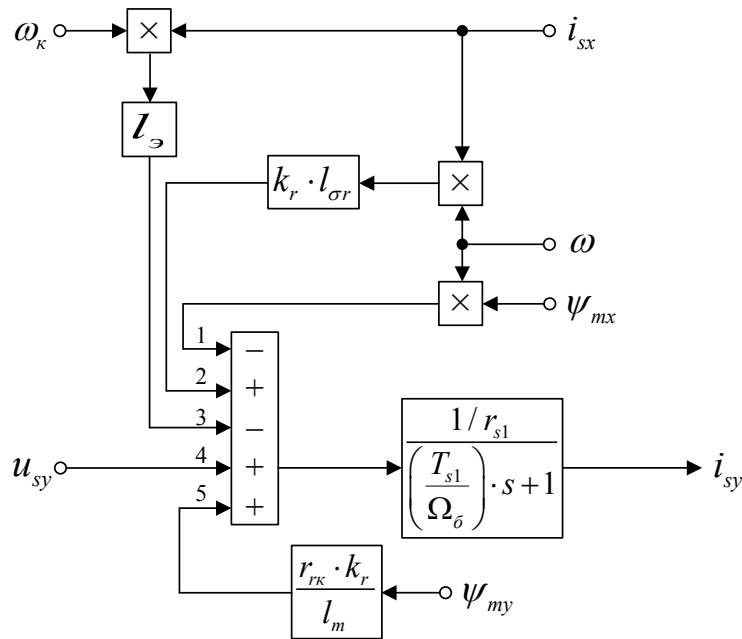 ω_к × i_sx
l_э
k_r · l_σr ×
ω
× ψ_mx
1 −
2 +
3 −
u_sy 4 +
5 +
1 / r_s1
(T_s1 / Ω_б) · s + 1
i_sy
r_rк · k_r
l_m
ψ_my